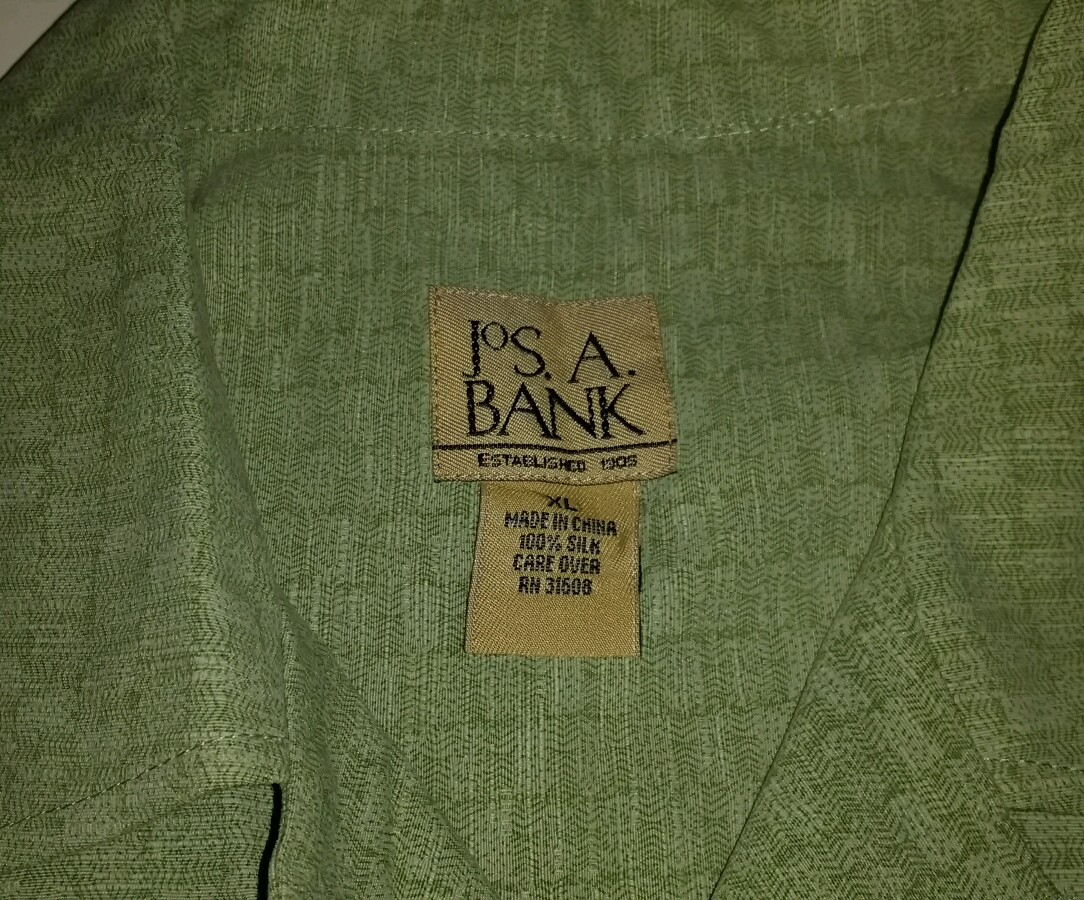 JOS. A.
BANK
ESTABLISHED 1905
XL
MADE IN CHINA
100% SILK
CARE OVER
RN 31608